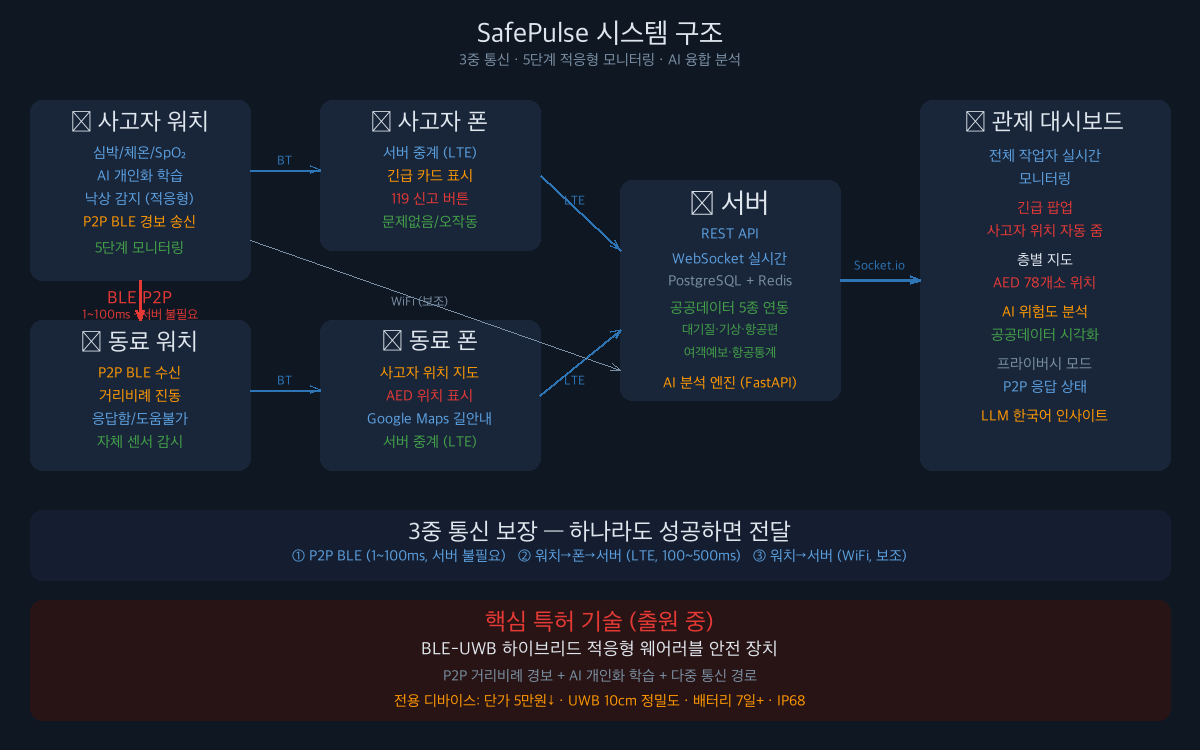 SafePulse 시스템 구조
3중 통신 · 5단계 적응형 모니터링 · AI 융합 분석
사고자 워치
심박/체온/SpO₂
AI 개인화 학습
낙상 감지 (적응형)
P2P BLE 경보 송신
5단계 모니터링
BT
사고자 폰
서버 중계 (LTE)
긴급 카드 표시
119 신고 버튼
문제없음/오작동
LTE
BLE P2P
1~100ms 서버 불필요
WiFi (보조)
동료 워치
P2P BLE 수신
거리비례 진동
응답함/도움불가
자체 센서 감시
BT
동료 폰
사고자 위치 지도
AED 위치 표시
Google Maps 길안내
서버 중계 (LTE)
LTE
서버
REST API
WebSocket 실시간
PostgreSQL + Redis
공공데이터 5종 연동
대기질·기상·항공편
여객예보·항공통계
AI 분석 엔진 (FastAPI)
Socket.io
관제 대시보드
전체 작업자 실시간
모니터링
긴급 팝업
사고자 위치 자동 줌
층별 지도
AED 78개소 위치
AI 위험도 분석
공공데이터 시각화
프라이버시 모드
P2P 응답 상태
LLM 한국어 인사이트
3중 통신 보장 — 하나라도 성공하면 전달
① P2P BLE (1~100ms, 서버 불필요) ② 워치→폰→서버 (LTE, 100~500ms) ③ 워치→서버 (WiFi, 보조)
핵심 특허 기술 (출원 중)
BLE-UWB 하이브리드 적응형 웨어러블 안전 장치
P2P 거리비례 경보 + AI 개인화 학습 + 다중 통신 경로
전용 디바이스: 단가 5만원↓ · UWB 10cm 정밀도 · 배터리 7일+ · IP68